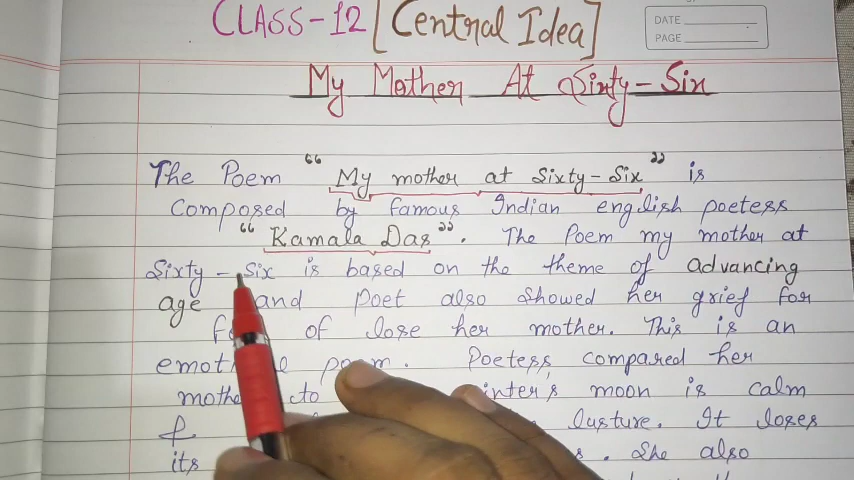 CLASS-12 [Central Idea]
DATE
PAGE
My Mother At Sixty-Six
The Poem "My mother at Sixty-Six" is
Composed by famous Indian english poetess
"Kamala Das". The Poem my mother at
Sixty-Six is based on the theme of advancing
age and poet also showed her grief for
of lose her mother. This is an
poem. Poetess compared her
to moon is calm
& lusture. It loses
its She also